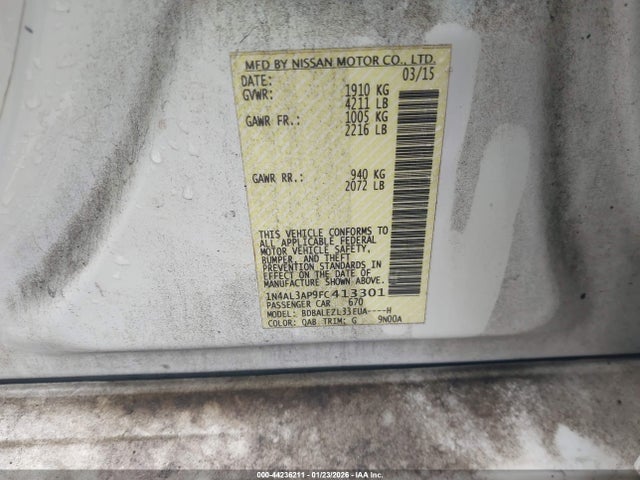 MFD BY NISSAN MOTOR CO., LTD.
DATE: 03/15
GVWR: 1910 KG
4211 LB
GAWR FR.: 1005 KG
2216 LB
GAWR RR.: 940 KG
2072 LB
THIS VEHICLE CONFORMS TO
ALL APPLICABLE FEDERAL
MOTOR VEHICLE SAFETY,
BUMPER, AND THEFT
PREVENTION STANDARDS IN
EFFECT ON THE DATE OF
MANUFACTURE SHOWN ABOVE.
1N4AL3AP9FC413301
PASSENGER CAR 670
MODEL: BDBALEZL33EUA----H
COLOR: QAB TRIM: G 9N00A
000-44236211 - 01/23/2026 - © IAA Inc.